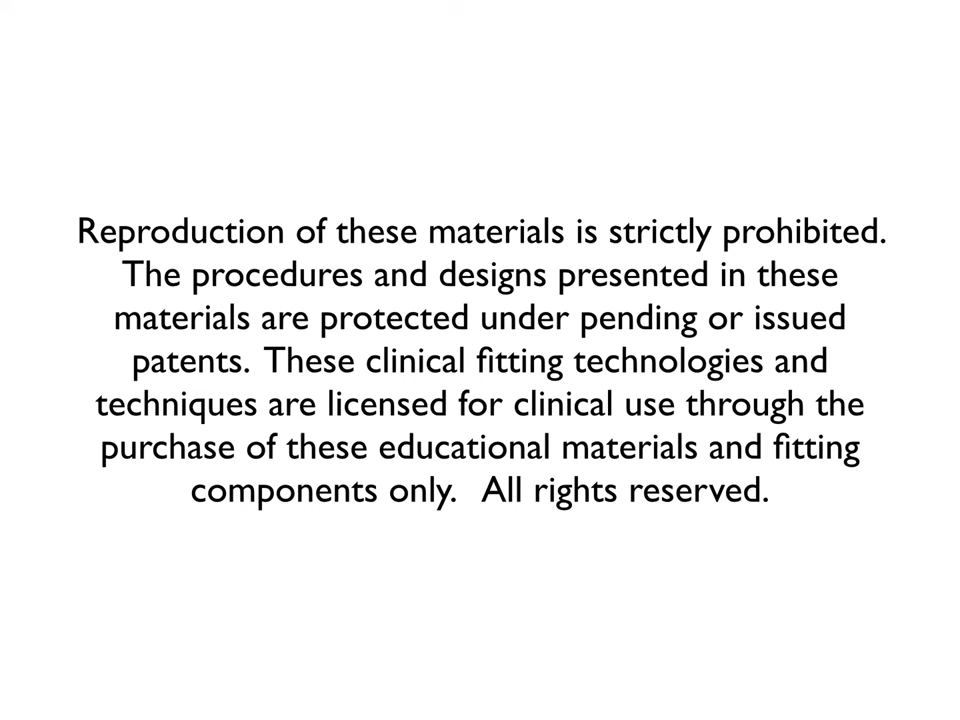 Reproduction of these materials is strictly prohibited.
The procedures and designs presented in these
materials are protected under pending or issued
patents.  These clinical fitting technologies and
techniques are licensed for clinical use through the
purchase of these educational materials and fitting
components only.   All rights reserved.